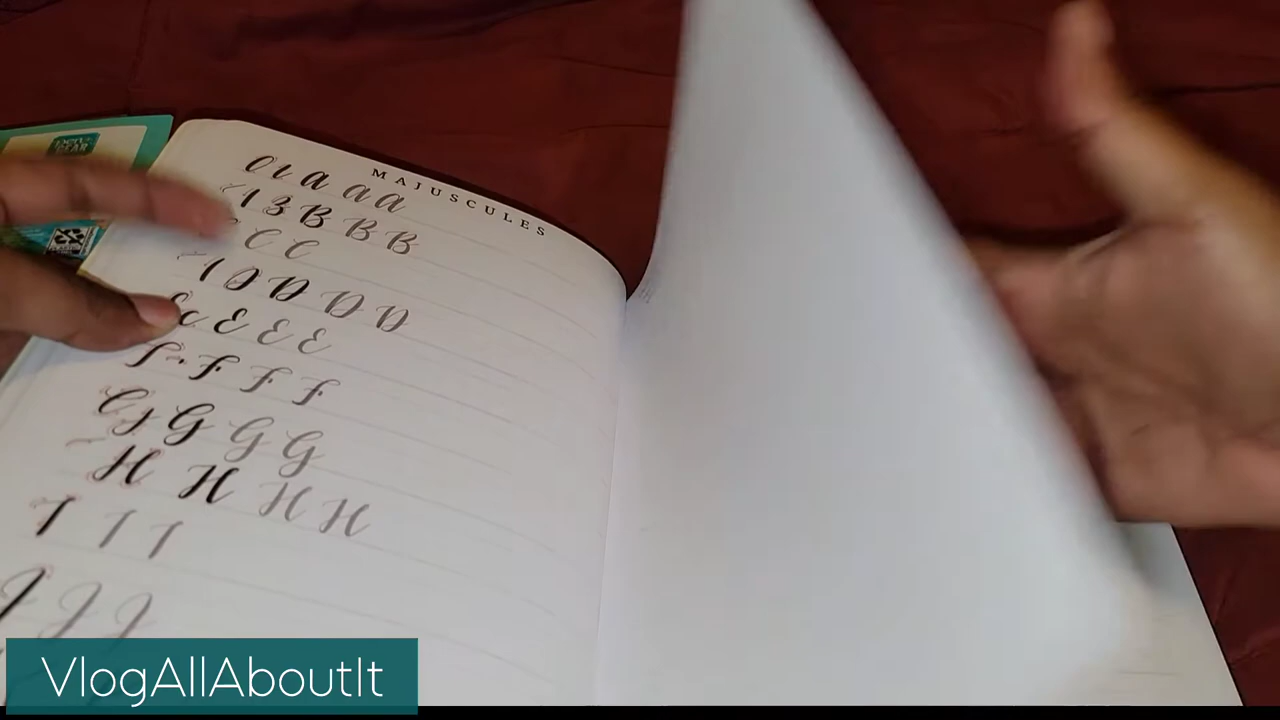 MAJUSCULES
a a a a
B B B B
C C
D D D D
E E E E
F F F F
G G G G
H H H H
I I I
J J J
VlogAllAboutIt